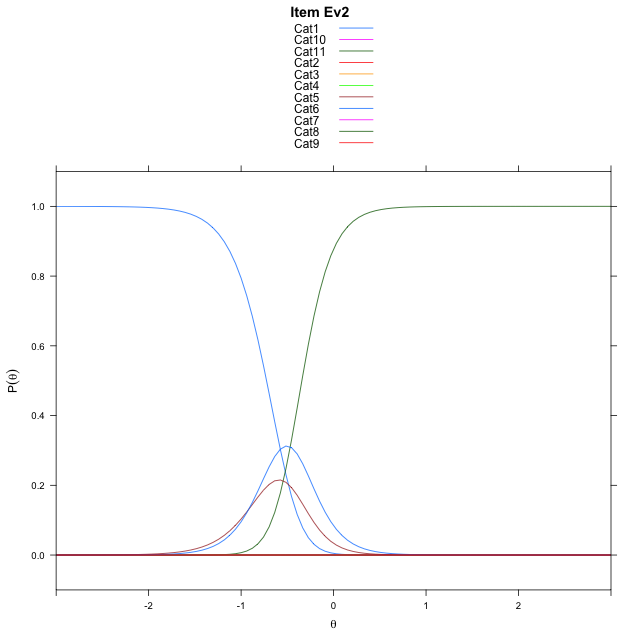 Item Ev2
Cat1
Cat10
Cat11
Cat2
Cat3
Cat4
Cat5
Cat6
Cat7
Cat8
Cat9
1.0
0.8
0.6
0.4
0.2
0.0
P(θ)
-2
-1
0
1
2
θ